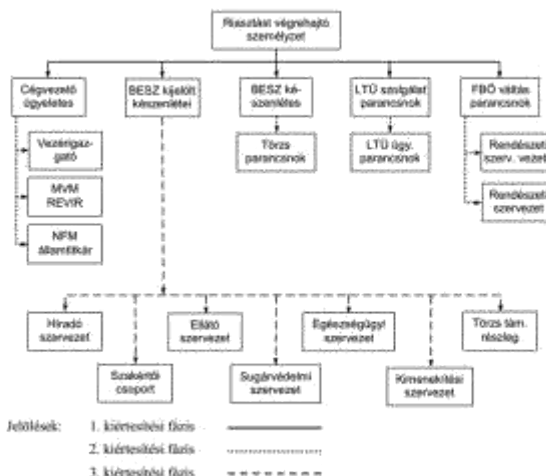 Riasztást végrehajtó
személyzet
Cégvezető
ügyeletes
BESZ kijelölt
készenlétei
BESZ ké-
szenlétes
LTÜ szolgálat
parancsnok
FBÖ váltás
parancsnok
Vezérigaz-
gató
Törzs
parancsnok
LTÜ ügy.
parancsnok
Rendészeti
szerv. vezető
MVM
REVIR
Rendészeti
szervezet
NFM
államtitkár
Híradó
szervezet
Ellátó
szervezet
Egészségügyi
szervezet
Törzs tám.
részleg
Szakértői
csoport
Sugárvédelmi
szervezet
Kimenekítési
szervezet
Jelölések: 1. kiértesítési fázis
2. kiértesítési fázis
3. kiértesítési fázis